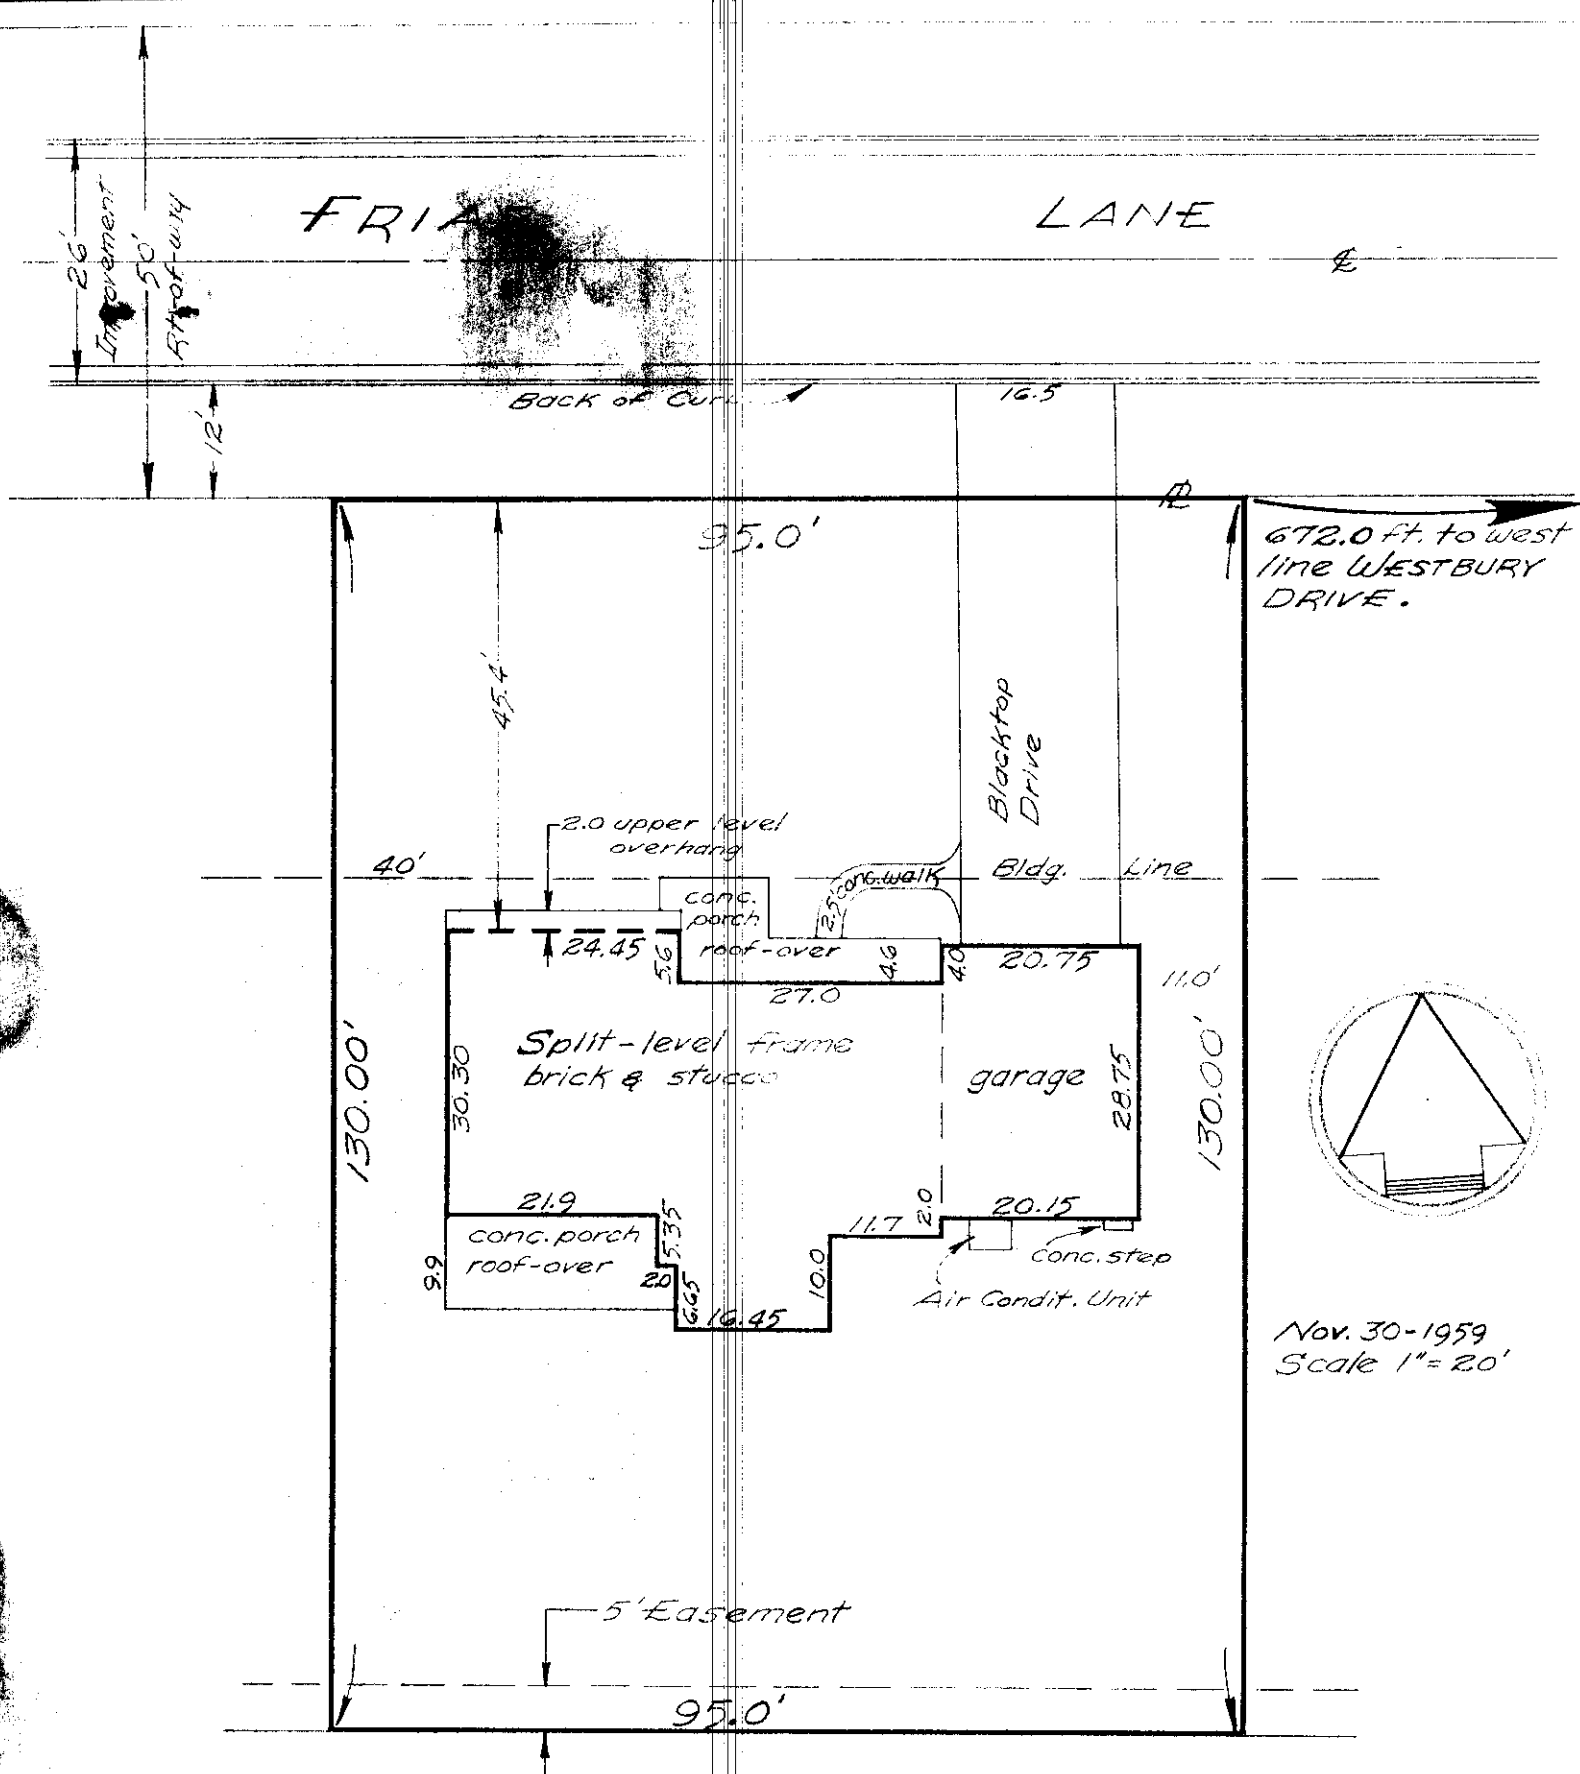 26'
Improvement
50'
Rt-of-way
LANE
℄
Back of
16.5
12'
95.0'
℄
672.0 ft. to west
line WESTBURY
DRIVE.
45.4'
Blacktop
Drive
2.0 upper level
overhang
40'
Bldg. Line
conc. walk
2.5'
conc.
porch
roof-over
24.45
5.6
4.6
4.0
20.75
11.0'
27.0
Split-level frame
brick & stucco
garage
30.30
28.75
130.00'
130.00'
21.9
conc. porch
roof-over
9.9
5.35
2.0
6.65
16.45
10.0
11.7
2.0
20.15
conc. step
Air Condit. Unit
Nov. 30-1959
Scale 1"= 20'
5' Easement
95.0'